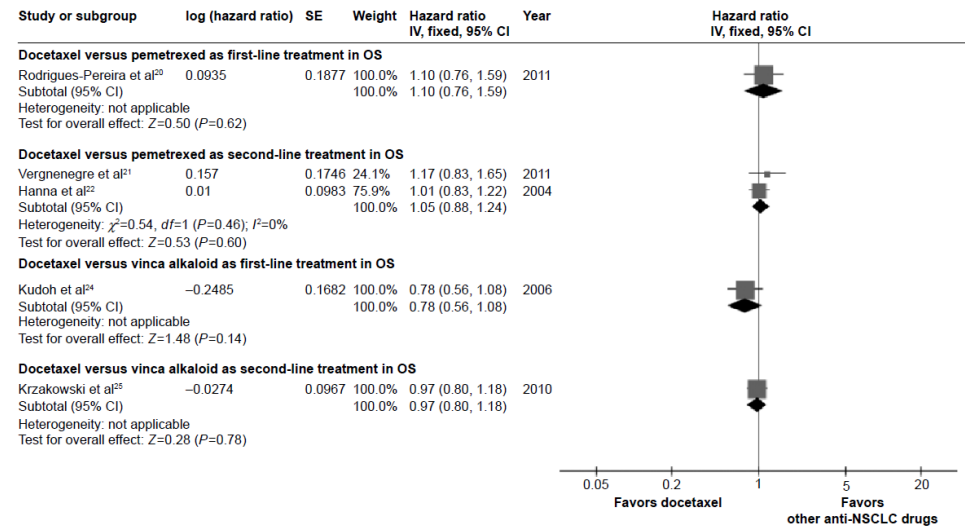 Study or subgroup log (hazard ratio) SE Weight Hazard ratio Year Hazard ratio
IV, fixed, 95% CI IV, fixed, 95% CI
Docetaxel versus pemetrexed as first-line treatment in OS
Rodrigues-Pereira et al²⁰ 0.0935 0.1877 100.0% 1.10 (0.76, 1.59) 2011
Subtotal (95% CI) 100.0% 1.10 (0.76, 1.59)
Heterogeneity: not applicable
Test for overall effect: Z=0.50 (P=0.62)
Docetaxel versus pemetrexed as second-line treatment in OS
Vergnenegre et al²¹ 0.157 0.1746 24.1% 1.17 (0.83, 1.65) 2011
Hanna et al²² 0.01 0.0983 75.9% 1.01 (0.83, 1.22) 2004
Subtotal (95% CI) 100.0% 1.05 (0.88, 1.24)
Heterogeneity: χ²=0.54, df=1 (P=0.46); I²=0%
Test for overall effect: Z=0.53 (P=0.60)
Docetaxel versus vinca alkaloid as first-line treatment in OS
Kudoh et al²⁴ –0.2485 0.1682 100.0% 0.78 (0.56, 1.08) 2006
Subtotal (95% CI) 100.0% 0.78 (0.56, 1.08)
Heterogeneity: not applicable
Test for overall effect: Z=1.48 (P=0.14)
Docetaxel versus vinca alkaloid as second-line treatment in OS
Krzakowski et al²⁵ –0.0274 0.0967 100.0% 0.97 (0.80, 1.18) 2010
Subtotal (95% CI) 100.0% 0.97 (0.80, 1.18)
Heterogeneity: not applicable
Test for overall effect: Z=0.28 (P=0.78)
0.05 0.2 1 5 20
Favors docetaxel Favors
other anti-NSCLC drugs